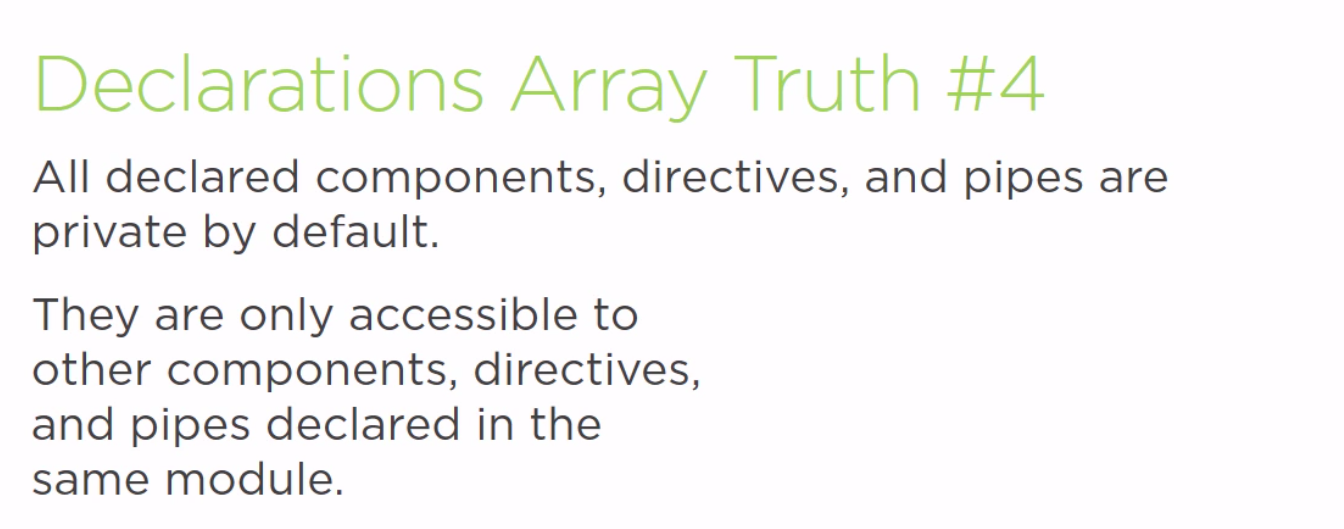 Declarations Array Truth #4
All declared components, directives, and pipes are
private by default.
They are only accessible to
other components, directives,
and pipes declared in the
same module.